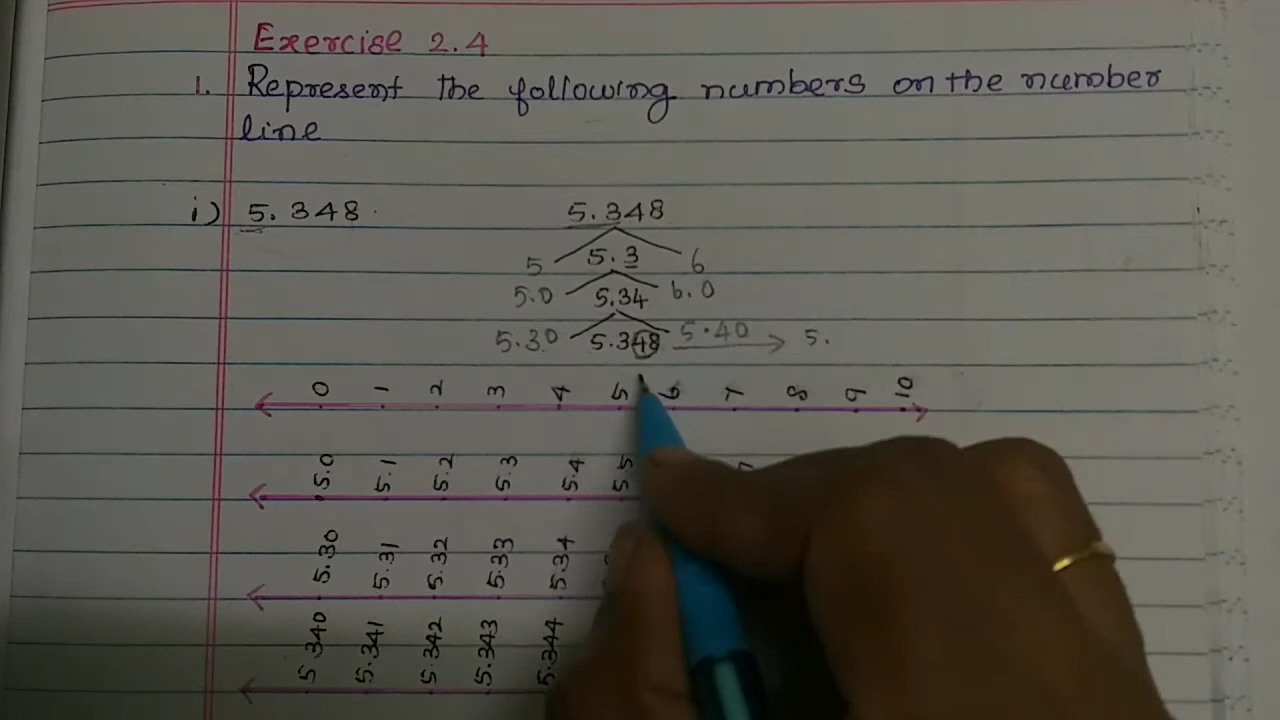 Exercise 2.4
1. Represent the following numbers on the number
line
i) 5.348. 5.348
5 5.3 6
5.0 5.34 6.0
5.30 5.348 5.40 → 5.
0 1 2 3 4 5 6 7 8 9 10
5.0 5.1 5.2 5.3 5.4 5.5
5.30 5.31 5.32 5.33 5.34
5.340 5.341 5.342 5.343 5.344